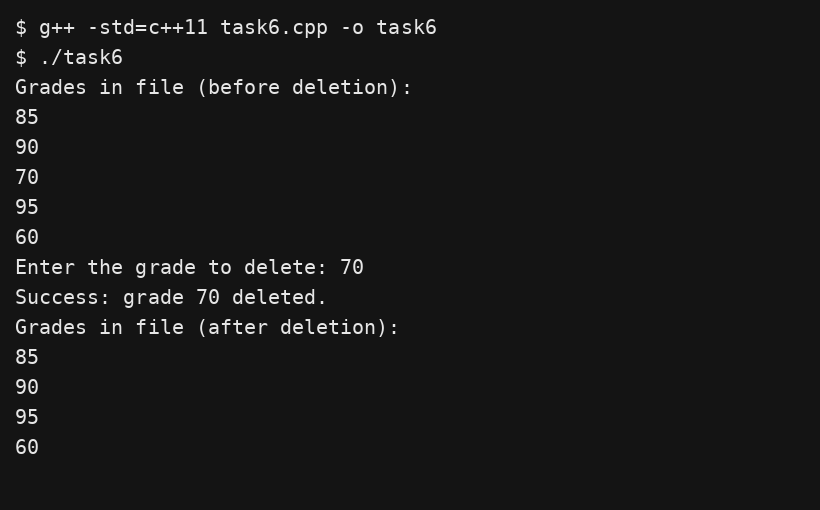 $ g++ -std=c++11 task6.cpp -o task6
$ ./task6
Grades in file (before deletion):
85
90
70
95
60
Enter the grade to delete: 70
Success: grade 70 deleted.
Grades in file (after deletion):
85
90
95
60